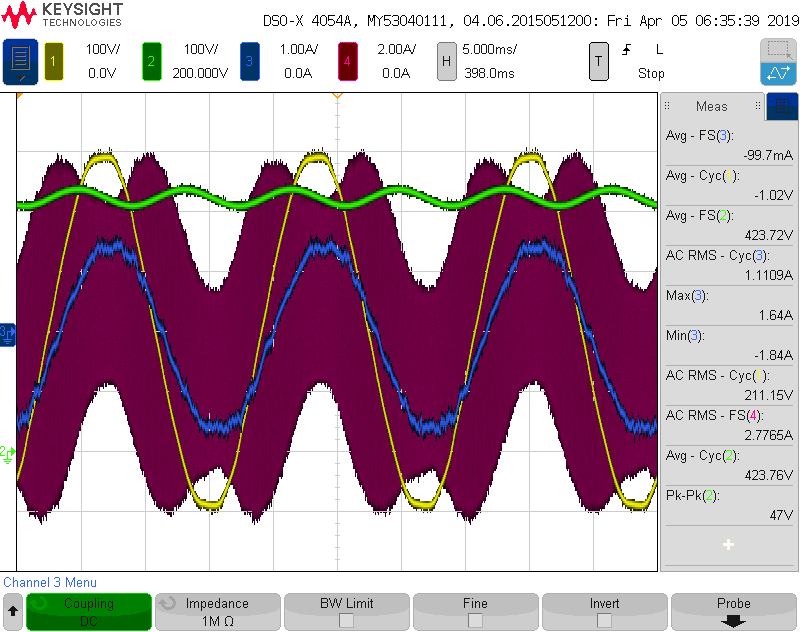 KEYSIGHT
TECHNOLOGIES
DSO-X 4054A, MY53040111, 04.06.2015051200: Fri Apr 05 06:35:39 2019
1 100V/ 2 100V/ 3 1.00A/ 4 2.00A/ H 5.000ms/ T L
0.0V 200.000V 0.0A 0.0A 398.0ms Stop
Meas
Avg - FS(3):
-99.7mA
Avg - Cyc( ):
-1.02V
Avg - FS(2):
423.72V
AC RMS - Cyc(3):
1.1109A
Max(3):
1.64A
Min(3):
-1.84A
AC RMS - Cyc( ):
211.15V
AC RMS - FS(4):
2.7765A
Avg - Cyc(2):
423.76V
Pk-Pk(2):
47V
3
2
Channel 3 Menu
Coupling Impedance BW Limit Fine Invert Probe
DC 1M Ω